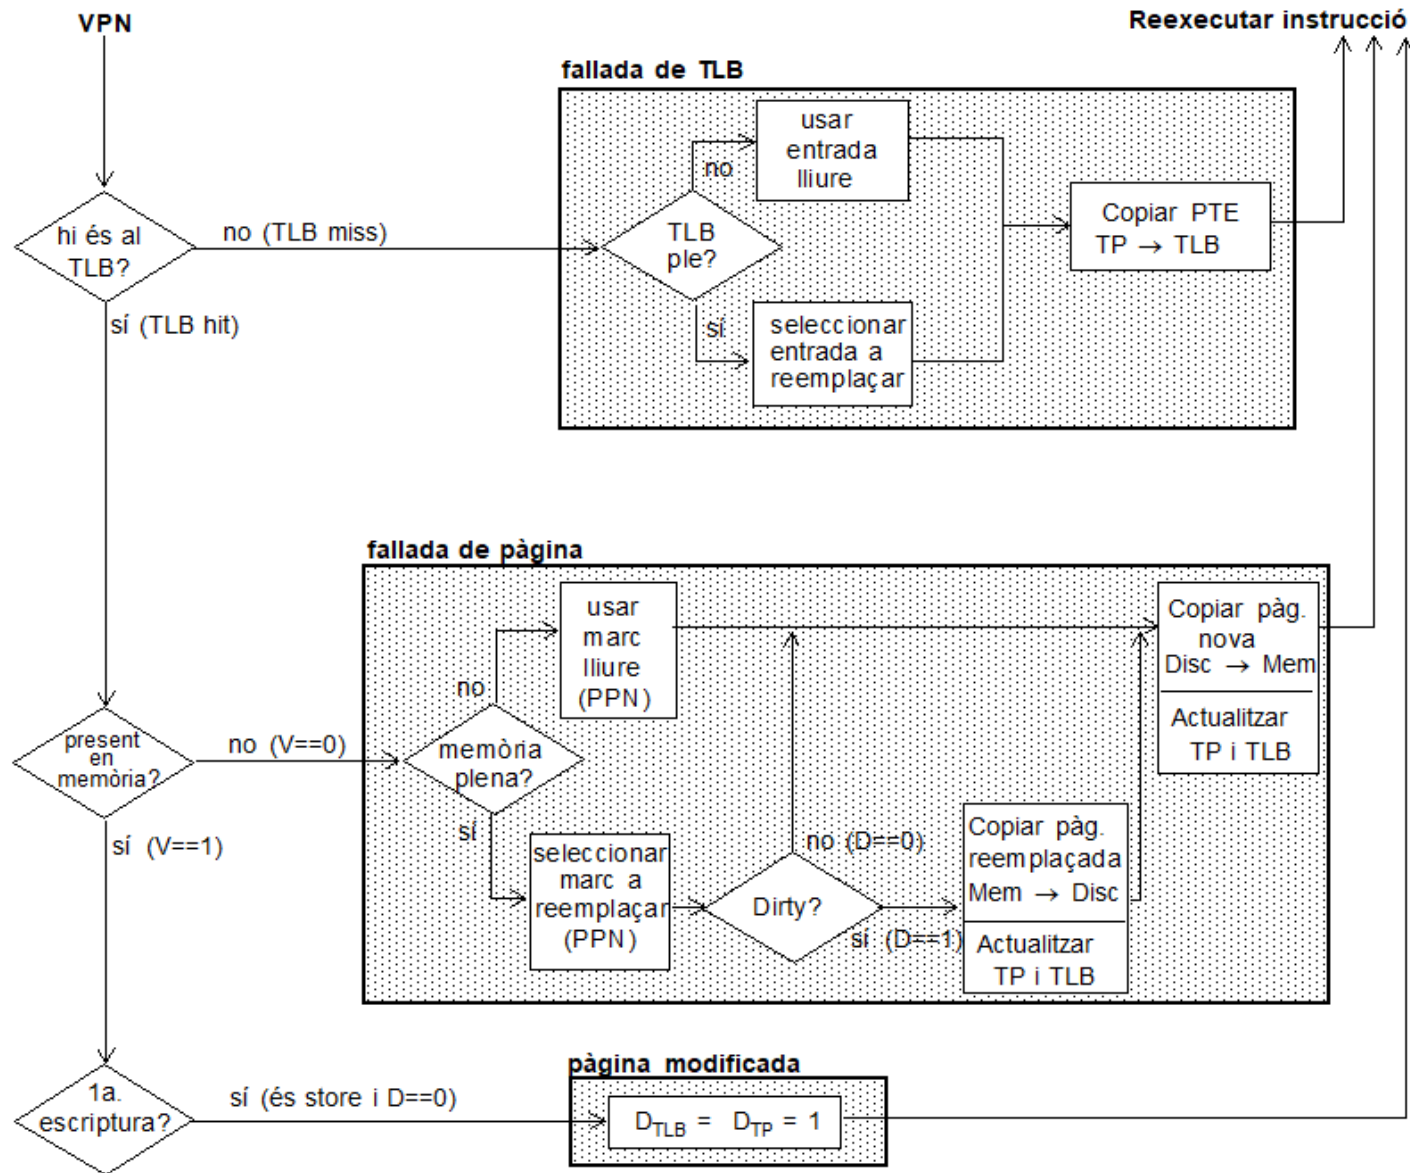 VPN
Reexecutar instrucció
fallada de TLB
usar
entrada
lliure
no
hi és al
TLB?
no (TLB miss)
TLB
ple?
Copiar PTE
TP → TLB
sí (TLB hit)
sí
seleccionar
entrada a
reemplaçar
fallada de pàgina
usar
marc
lliure
(PPN)
no
Copiar pàg.
nova
Disc → Mem
Actualitzar
TP i TLB
present
en
memòria?
no (V==0)
memòria
plena?
sí (V==1)
sí
seleccionar
marc a
reemplaçar
(PPN)
Dirty?
no (D==0)
sí (D==1)
Copiar pàg.
reemplaçada
Mem → Disc
Actualitzar
TP i TLB
pàgina modificada
1a.
escriptura?
sí (és store i D==0)
D_TLB = D_TP = 1